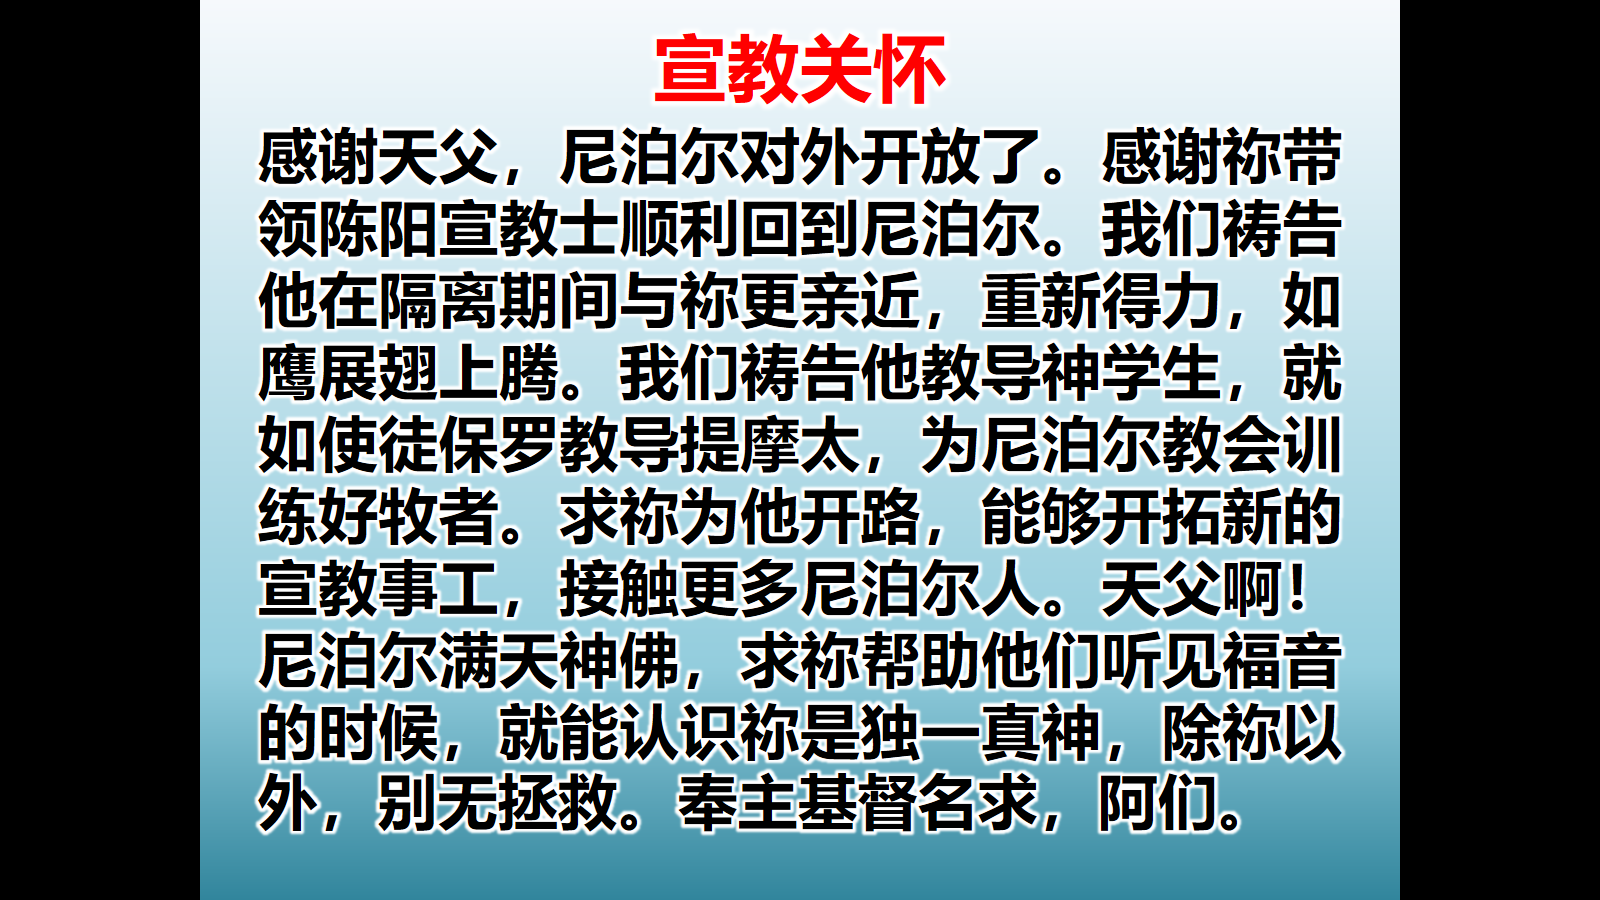 宣教关怀
感谢天父，尼泊尔对外开放了。感谢祢带
领陈阳宣教士顺利回到尼泊尔。我们祷告
他在隔离期间与祢更亲近，重新得力，如
鹰展翅上腾。我们祷告他教导神学生，就
如使徒保罗教导提摩太，为尼泊尔教会训
练好牧者。求祢为他开路，能够开拓新的
宣教事工，接触更多尼泊尔人。天父啊！
尼泊尔满天神佛，求祢帮助他们听见福音
的时候，就能认识祢是独一真神，除祢以
外，别无拯救。奉主基督名求，阿们。